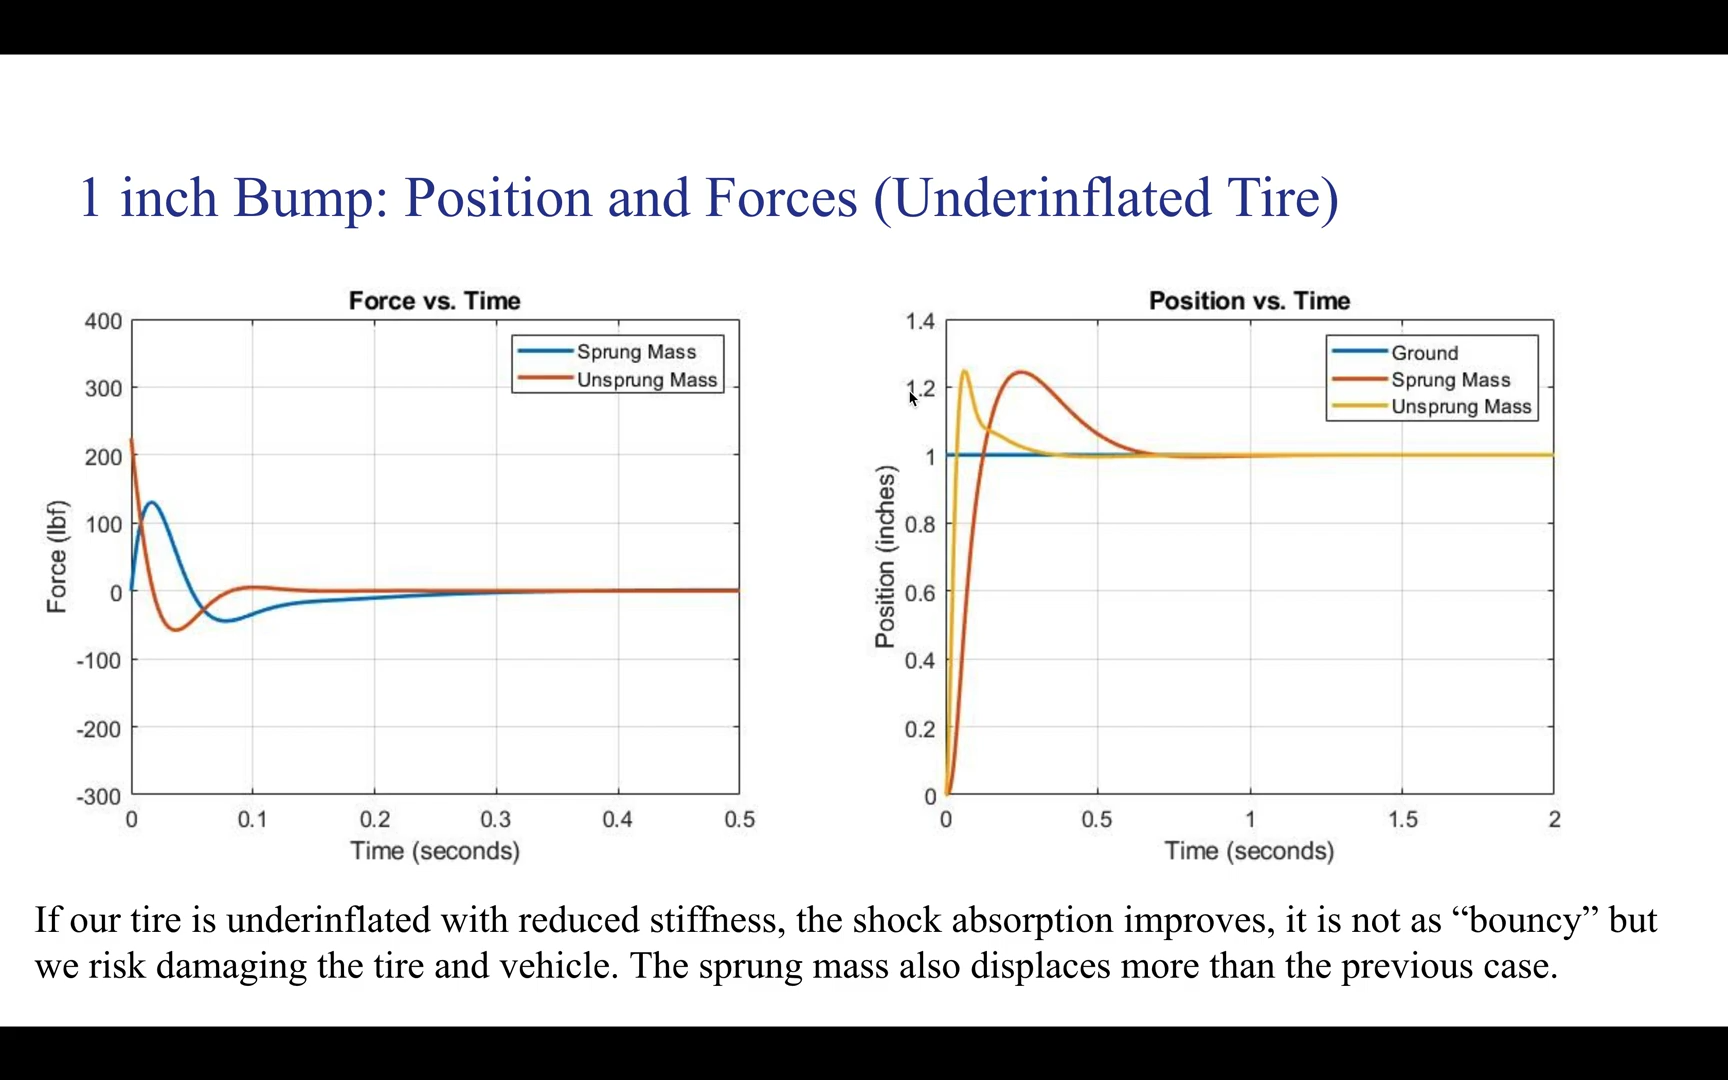 1 inch Bump: Position and Forces (Underinflated Tire)
Force vs. Time
400
300
200
100
0
-100
-200
-300
Force (lbf)
Sprung Mass
Unsprung Mass
0 0.1 0.2 0.3 0.4 0.5
Time (seconds)
Position vs. Time
1.4
1.2
1
0.8
0.6
0.4
0.2
0
Position (inches)
Ground
Sprung Mass
Unsprung Mass
0 0.5 1 1.5 2
Time (seconds)
If our tire is underinflated with reduced stiffness, the shock absorption improves, it is not as “bouncy” but
we risk damaging the tire and vehicle. The sprung mass also displaces more than the previous case.